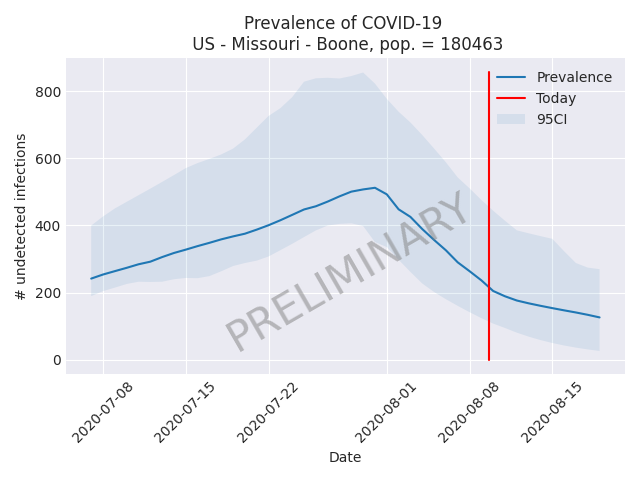 Prevalence of COVID-19
US - Missouri - Boone, pop. = 180463
Prevalence
Today
95CI
# undetected infections
800
600
400
200
0
PRELIMINARY
2020-07-08
2020-07-15
2020-07-22
2020-08-01
2020-08-08
2020-08-15
Date